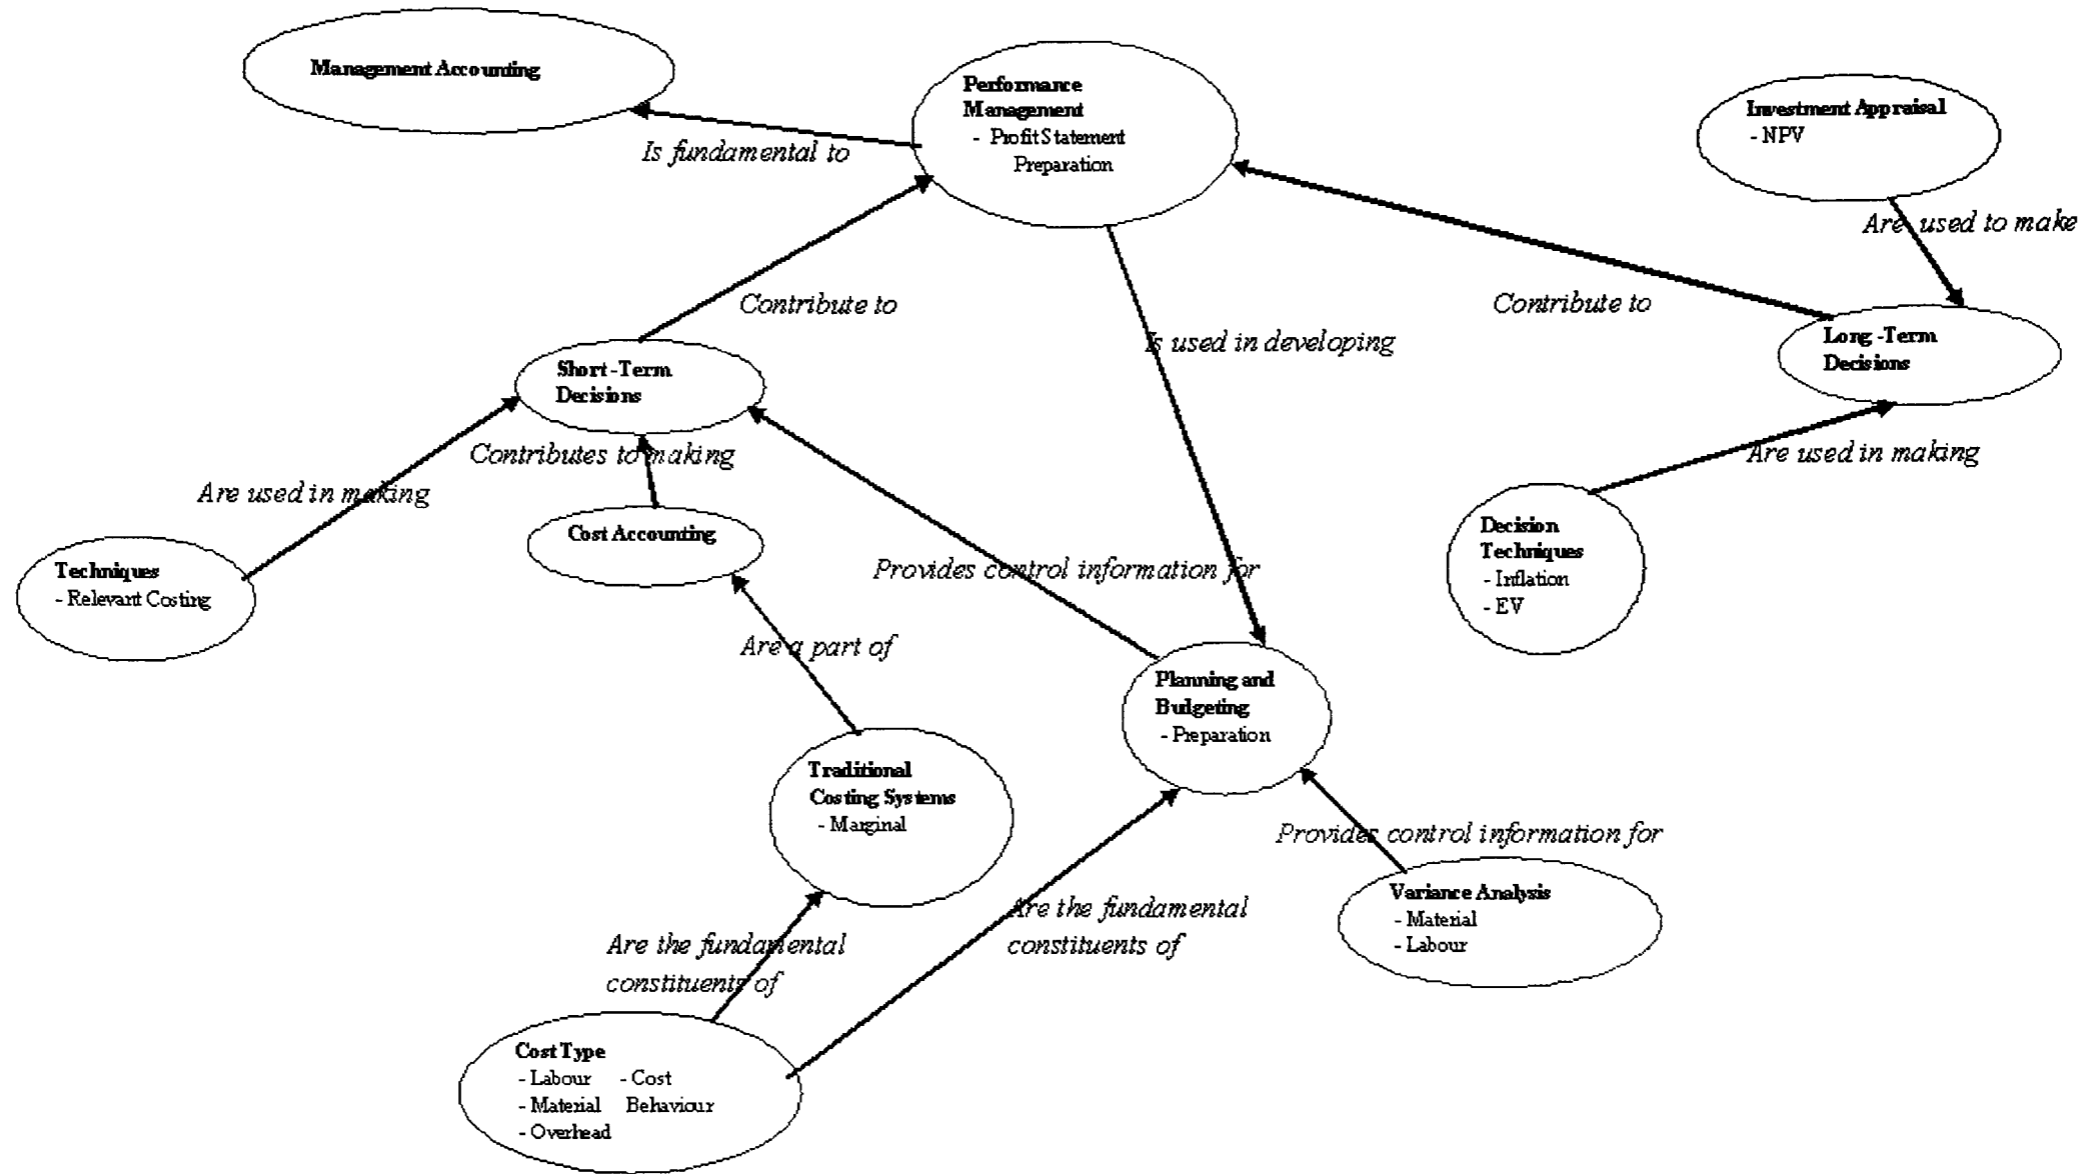 Management Accounting
Performance
Management
- Profit Statement
Preparation
Investment Appraisal
- NPV
Is fundamental to
Are used to make
Contribute to
Contribute to
Is used in developing
Long-Term
Decisions
Short-Term
Decisions
Contributes to making
Are used in making
Are used in making
Cost Accounting
Decision
Techniques
- Inflation
- EV
Techniques
- Relevant Costing
Provides control information for
Are a part of
Planning and
Budgeting
- Preparation
Traditional
Costing Systems
- Marginal
Provides control information for
Variance Analysis
- Material
- Labour
Are the fundamental
constituents of
Are the fundamental
constituents of
Cost Type
- Labour - Cost
- Material Behaviour
- Overhead